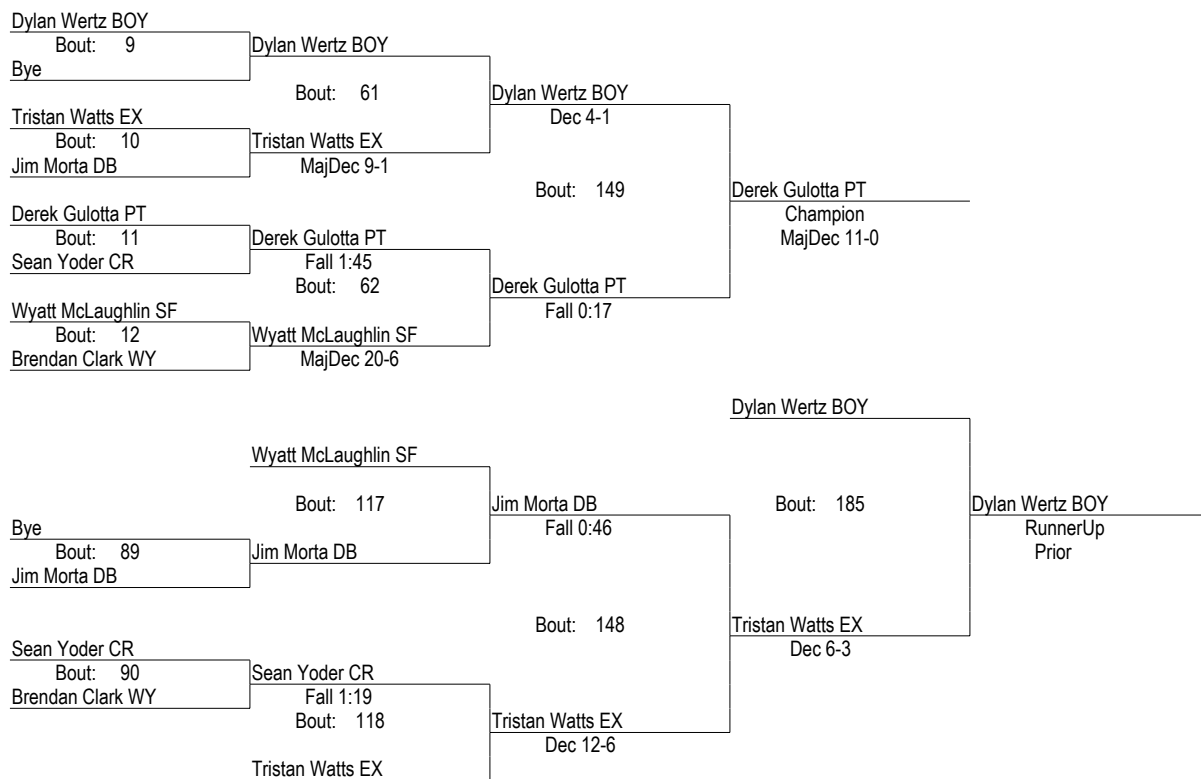 Dylan Wertz BOY
Bout: 9
Dylan Wertz BOY
Bye
Bout: 61
Dylan Wertz BOY
Tristan Watts EX
Dec 4-1
Bout: 10
Tristan Watts EX
Jim Morta DB
MajDec 9-1
Bout: 149
Derek Gulotta PT
Derek Gulotta PT
Champion
Bout: 11
Derek Gulotta PT
MajDec 11-0
Sean Yoder CR
Fall 1:45
Bout: 62
Derek Gulotta PT
Wyatt McLaughlin SF
Fall 0:17
Bout: 12
Wyatt McLaughlin SF
Brendan Clark WY
MajDec 20-6
Dylan Wertz BOY
Wyatt McLaughlin SF
Bout: 117
Jim Morta DB
Bout: 185
Dylan Wertz BOY
Bye
Fall 0:46
RunnerUp
Bout: 89
Jim Morta DB
Prior
Jim Morta DB
Bout: 148
Tristan Watts EX
Sean Yoder CR
Dec 6-3
Bout: 90
Sean Yoder CR
Brendan Clark WY
Fall 1:19
Bout: 118
Tristan Watts EX
Dec 12-6
Tristan Watts EX